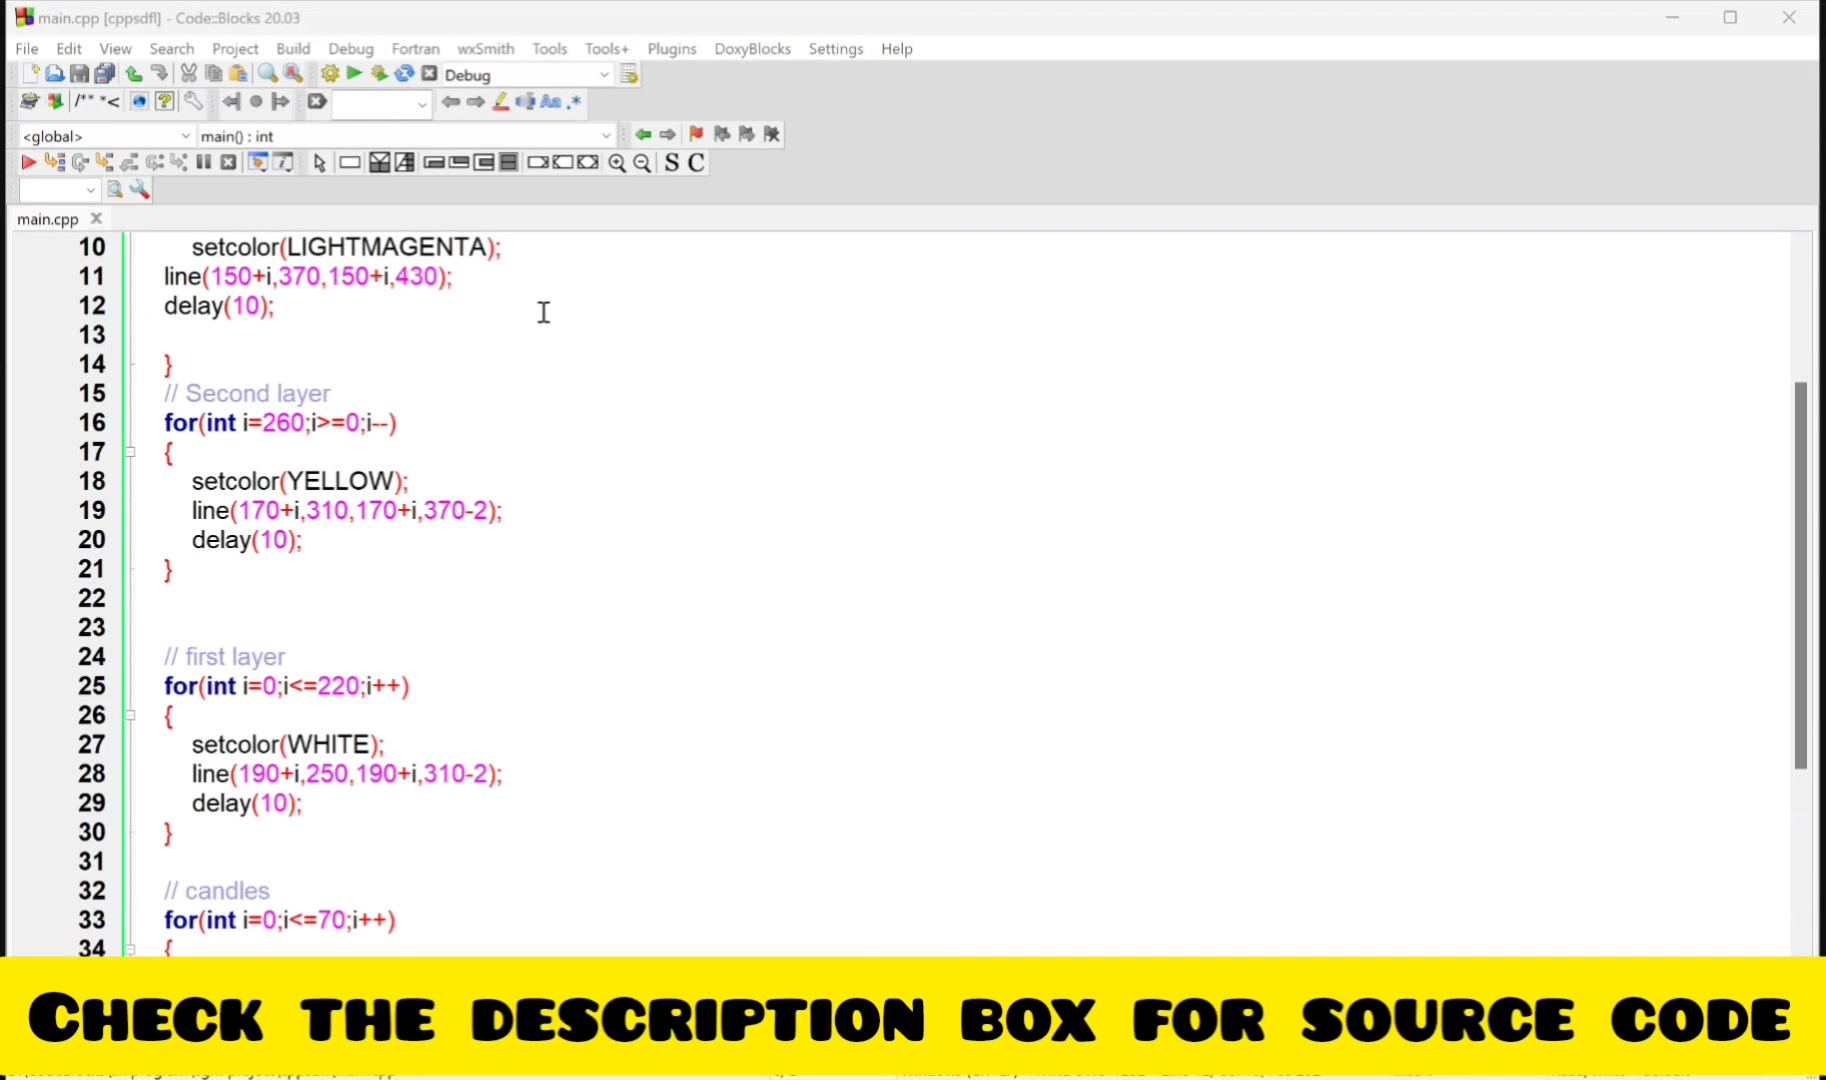 main.cpp [cppsdfl] - Code::Blocks 20.03
File Edit View Search Project Build Debug Fortran wxSmith Tools Tools+ Plugins DoxyBlocks Settings Help
Debug
/** *<
Aa .*
<global> main() : int
S C
main.cpp
10 setcolor(LIGHTMAGENTA);
11 line(150+i,370,150+i,430);
12 delay(10);
13
14 }
15 // Second layer
16 for(int i=260;i>=0;i--)
17 {
18 setcolor(YELLOW);
19 line(170+i,310,170+i,370-2);
20 delay(10);
21 }
22
23
24 // first layer
25 for(int i=0;i<=220;i++)
26 {
27 setcolor(WHITE);
28 line(190+i,250,190+i,310-2);
29 delay(10);
30 }
31
32 // candles
33 for(int i=0;i<=70;i++)
34 {
Check the description box for source code